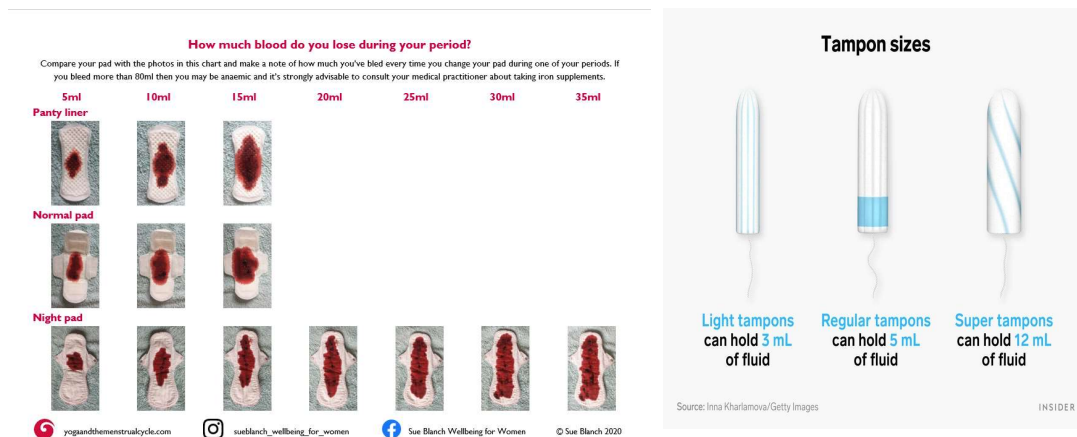 How much blood do you lose during your period?
Compare your pad with the photos in this chart and make a note of how much you've bled every time you change your pad during one of your periods. If
you bleed more than 80ml then you may be anaemic and it's strongly advisable to consult your medical practitioner about taking iron supplements.
5ml 10ml 15ml 20ml 25ml 30ml 35ml
Panty liner
Normal pad
Night pad
yogaandthemenstrualcycle.com sueblanch_wellbeing_for_women Sue Blanch Wellbeing for Women © Sue Blanch 2020
Tampon sizes
Light tampons
can hold 3 mL
of fluid
Regular tampons
can hold 5 mL
of fluid
Super tampons
can hold 12 mL
of fluid
Source: Inna Kharlamova/Getty Images
INSIDER